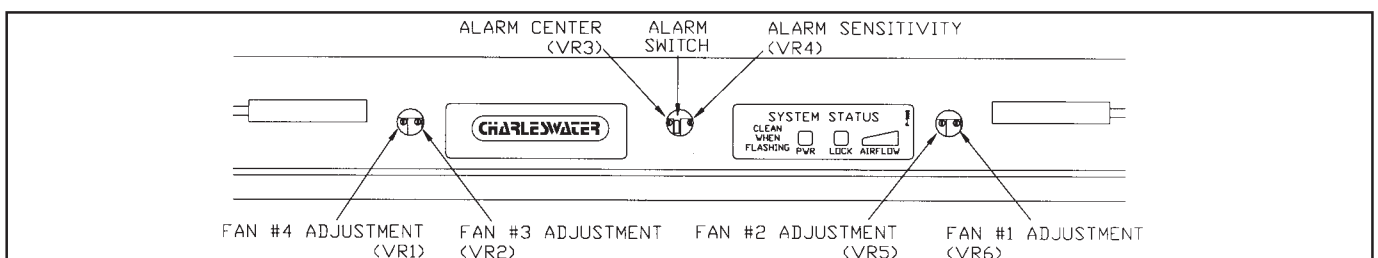 ALARM CENTER (VR3)
ALARM SWITCH
ALARM SENSITIVITY (VR4)
CHARLESWATER
SYSTEM STATUS
CLEAN WHEN FLASHING
PWR
LOCK
AIRFLOW
FAN #4 ADJUSTMENT (VR1)
FAN #3 ADJUSTMENT (VR2)
FAN #2 ADJUSTMENT (VR5)
FAN #1 ADJUSTMENT (VR6)